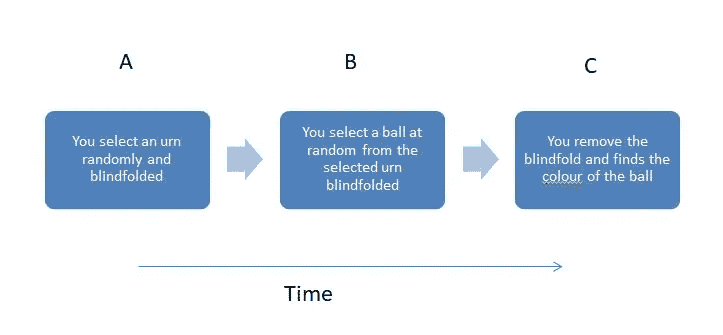 A
B
C
You select an urn
randomly and
blindfolded
You select a ball at
random from the
selected urn
blindfolded
You remove the
blindfold and finds the
colour of the ball
Time